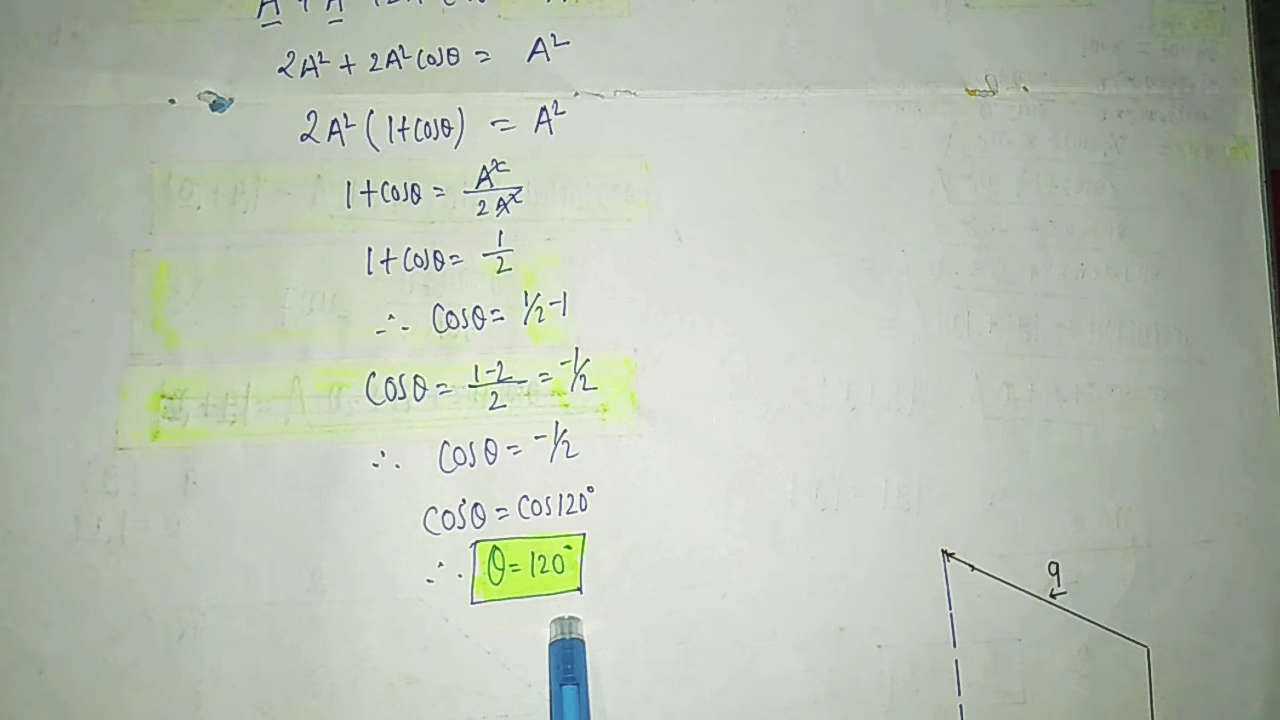 2A² + 2A² cosθ = A²
2A² (1+cosθ) = A²
1+cosθ = A²/2A²
1+cosθ = 1/2
∴ cosθ = 1/2-1
cosθ = 1-2/2 = -1/2
∴ cosθ = -1/2
cosθ = cos120°
∴ θ = 120°
q